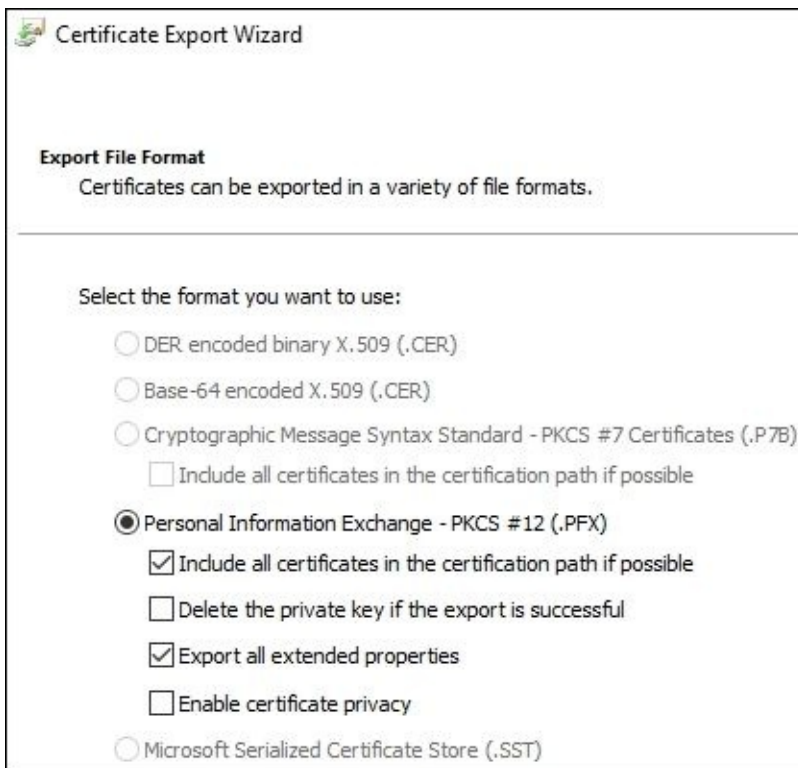 Certificate Export Wizard
Export File Format
Certificates can be exported in a variety of file formats.
Select the format you want to use:
DER encoded binary X.509 (.CER)
Base-64 encoded X.509 (.CER)
Cryptographic Message Syntax Standard - PKCS #7 Certificates (.P7B)
Include all certificates in the certification path if possible
Personal Information Exchange - PKCS #12 (.PFX)
Include all certificates in the certification path if possible
Delete the private key if the export is successful
Export all extended properties
Enable certificate privacy
Microsoft Serialized Certificate Store (.SST)